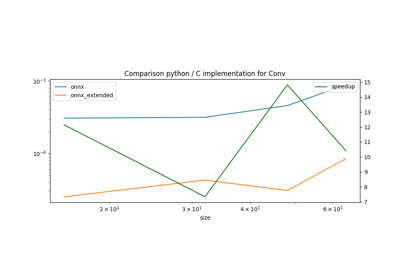 Comparison python / C implementation for Conv
onnx
onnx_extended
speedup
10⁻³
10⁻⁴
15
14
13
12
11
10
9
8
7
2 × 10¹
3 × 10¹
4 × 10¹
6 × 10¹
size